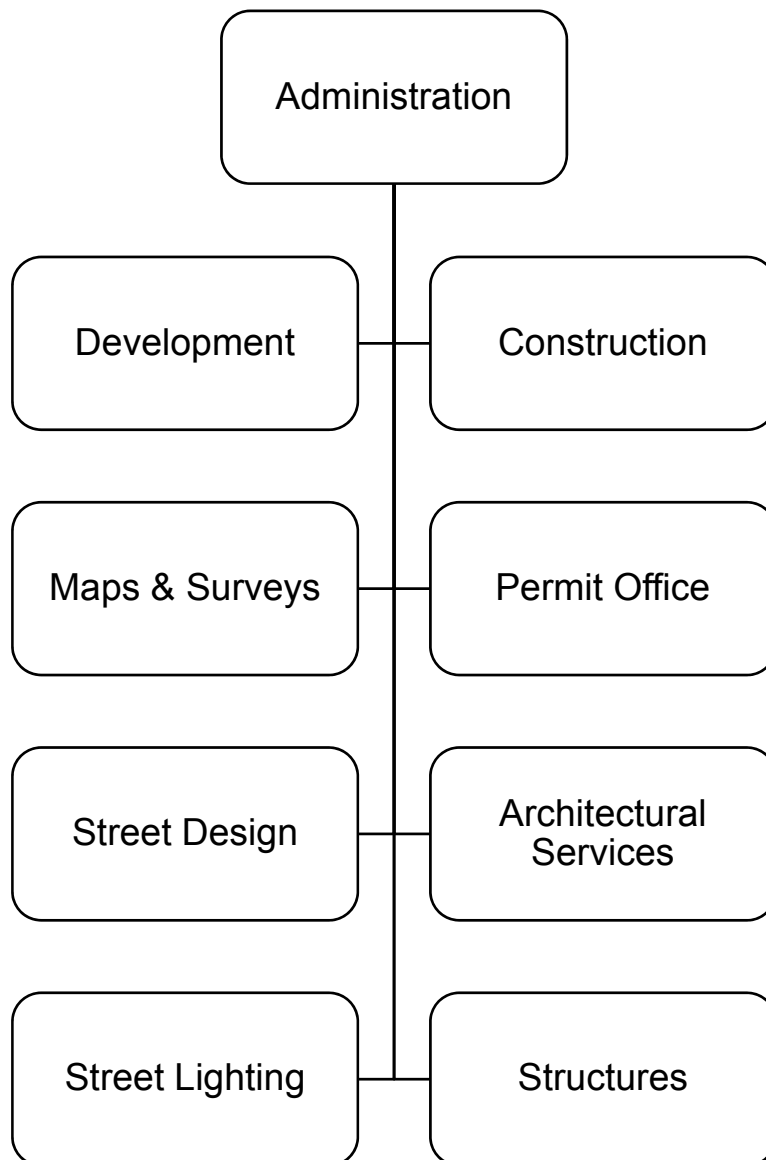 Administration
Development
Construction
Maps & Surveys
Permit Office
Street Design
Architectural
Services
Street Lighting
Structures